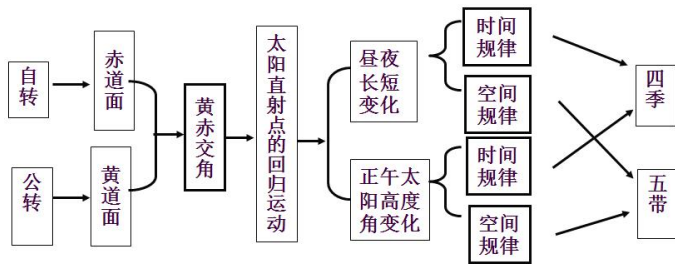 自转
公转
赤道面
黄道面
黄赤交角
太阳直射点的回归运动
昼夜
长短
变化
正午太
阳高度
角变化
时间
规律
空间
规律
时间
规律
空间
规律
四季
五带